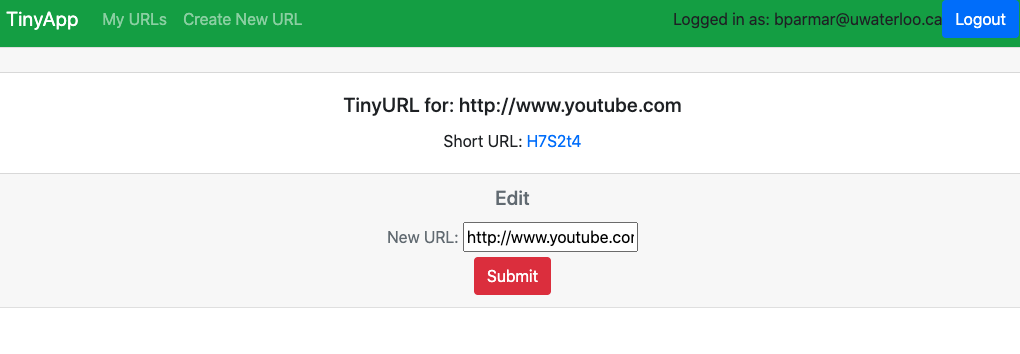 TinyApp My URLs Create New URL Logged in as: bparmar@uwaterloo.ca Logout
TinyURL for: http://www.youtube.com
Short URL: H7S2t4
Edit
New URL: http://www.youtube.com
Submit